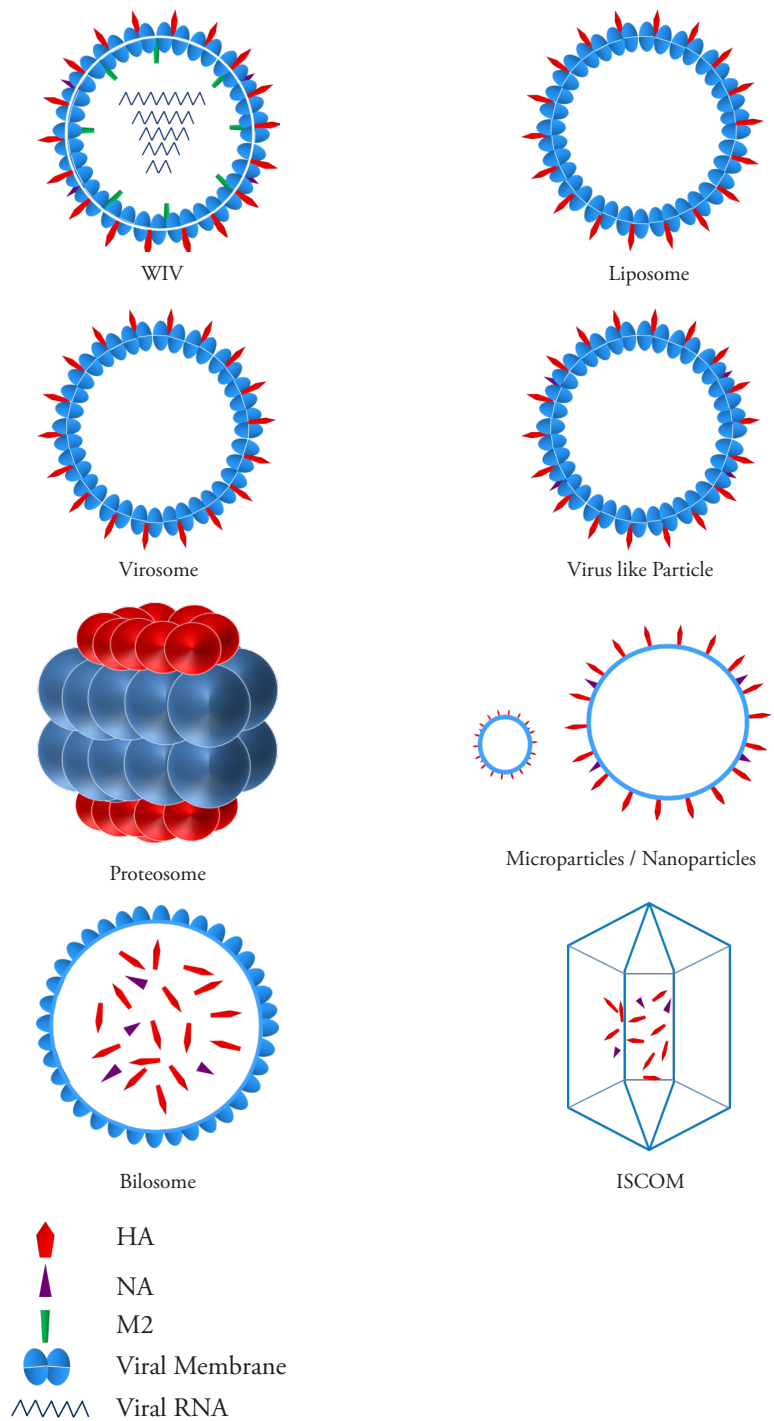 WIV
Liposome
Virosome
Virus like Particle
Proteosome
Microparticles / Nanoparticles
Bilosome
ISCOM
HA
NA
M2
Viral Membrane
Viral RNA